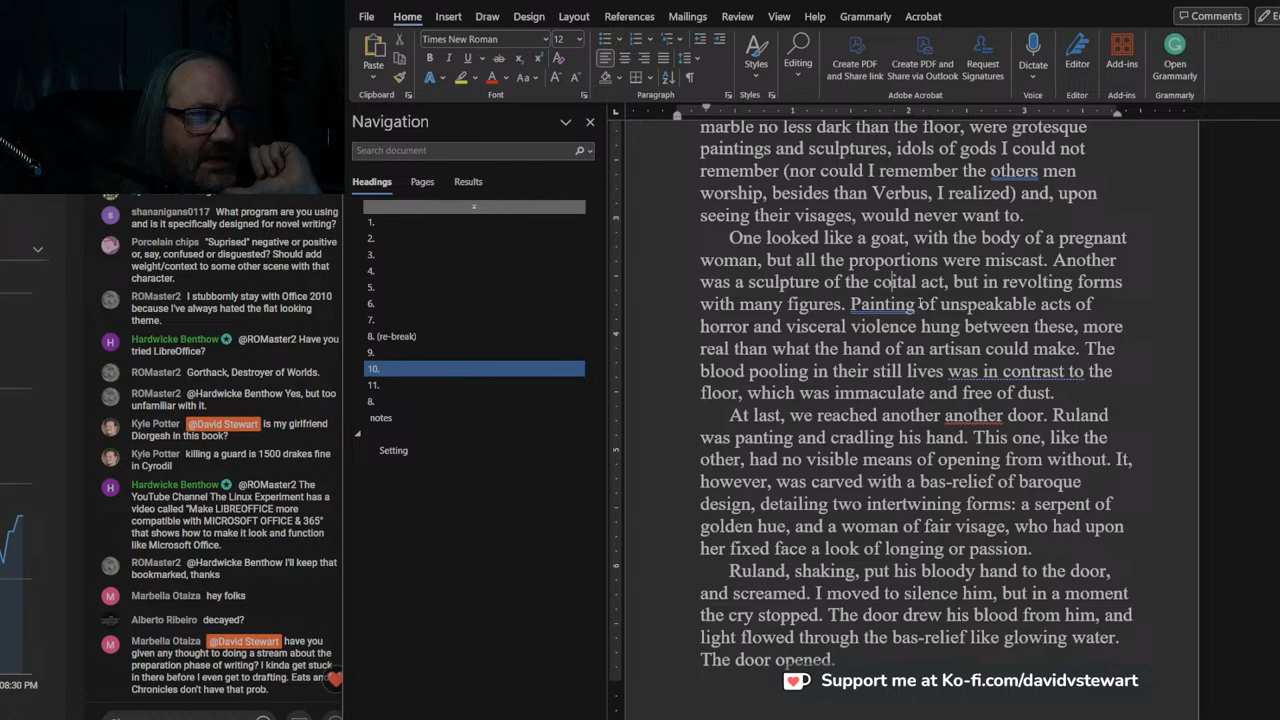 File Home Insert Draw Design Layout References Mailings Review View Help Grammarly Acrobat
Comments
Times New Roman 12
Paste
Editing
Styles
Create PDF and Share link
Create PDF and Share via Outlook
Request Signatures
Dictate
Editor
Add-ins
Open Grammarly
Clipboard Font Paragraph Styles Adobe Acrobat Voice Editor Add-ins Grammarly
Navigation
Search document
Headings Pages Results
1.
2.
3.
4.
5.
6.
7.
8. (re-break)
9.
10.
11.
8.
notes
Setting
marble no less dark than the floor, were grotesque
paintings and sculptures, idols of gods I could not
remember (nor could I remember the others men
worship, besides than Verbus, I realized) and, upon
seeing their visages, would never want to.
One looked like a goat, with the body of a pregnant
woman, but all the proportions were miscast. Another
was a sculpture of the coital act, but in revolting forms
with many figures. Painting of unspeakable acts of
horror and visceral violence hung between these, more
real than what the hand of an artisan could make. The
blood pooling in their still lives was in contrast to the
floor, which was immaculate and free of dust.
At last, we reached another another door. Ruland
was panting and cradling his hand. This one, like the
other, had no visible means of opening from without. It,
however, was carved with a bas-relief of baroque
design, detailing two intertwining forms: a serpent of
golden hue, and a woman of fair visage, who had upon
her fixed face a look of longing or passion.
Ruland, shaking, put his bloody hand to the door,
and screamed. I moved to silence him, but in a moment
the cry stopped. The door drew his blood from him, and
light flowed through the bas-relief like glowing water.
The door opened.
Support me at Ko-fi.com/davidvstewart
shananigans0117 What program are you using
and is it specifically designed for novel writing?
Porcelain chips "Suprised" negative or positive
or, say, confused or disguested? Should add
weight/context to some other scene with that
character.
ROMaster2 I stubbornly stay with Office 2010
because I've always hated the flat looking
theme.
Hardwicke Benthow @ROMaster2 Have you
tried LibreOffice?
ROMaster2 Gorthack, Destroyer of Worlds.
ROMaster2 @Hardwicke Benthow Yes, but too
unfamiliar with it.
Kyle Potter @David Stewart is my girlfriend
Diorgesh in this book?
Kyle Potter killing a guard is 1500 drakes fine
in Cyrodil
Hardwicke Benthow @ROMaster2 The
YouTube Channel The Linux Experiment has a
video called "Make LIBREOFFICE more
compatible with MICROSOFT OFFICE & 365"
that shows how to make it look and function
like Microsoft Office.
ROMaster2 @Hardwicke Benthow I'll keep that
bookmarked, thanks
Marbella Otaiza hey folks
Alberto Ribeiro decayed?
Marbella Otaiza @David Stewart have you
given any thought to doing a stream about the
preparation phase of writing? I kinda get stuck
in there before I even get to drafting. Eats and
Chronicles don't have that prob.
08:30 PM